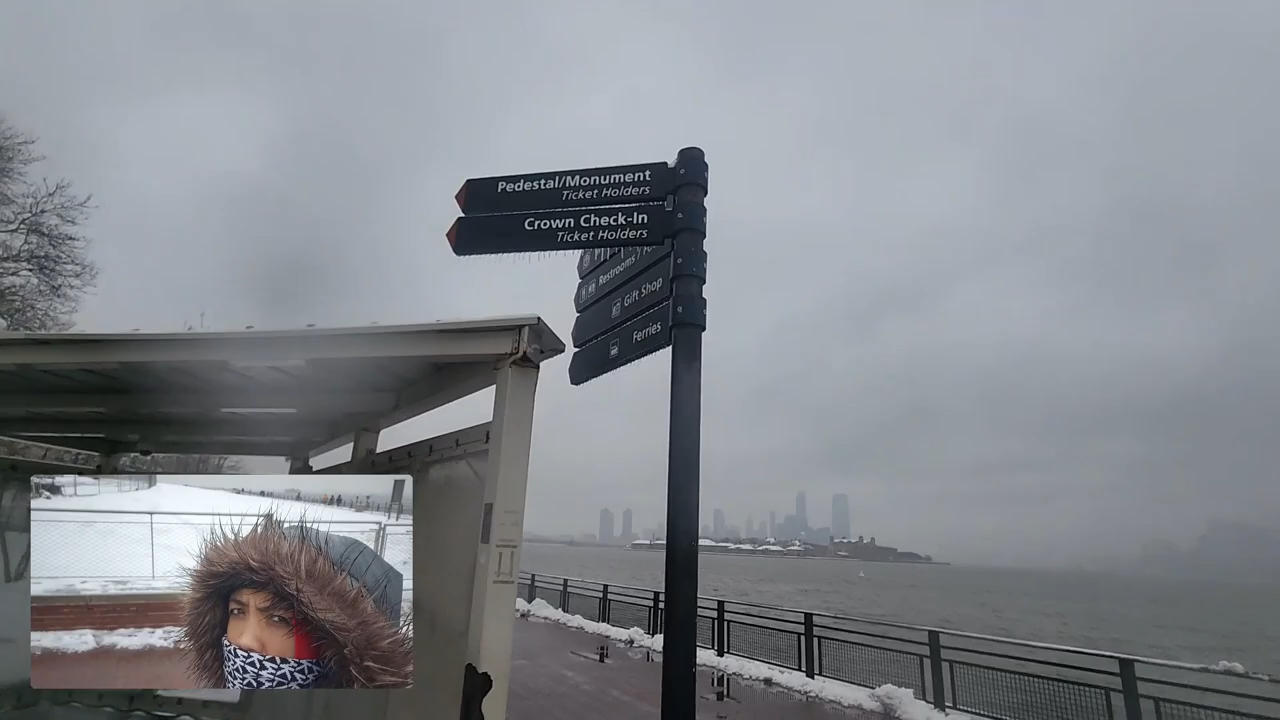 Pedestal/Monument
Ticket Holders
Crown Check-In
Ticket Holders
Restrooms /
Gift Shop
Ferries